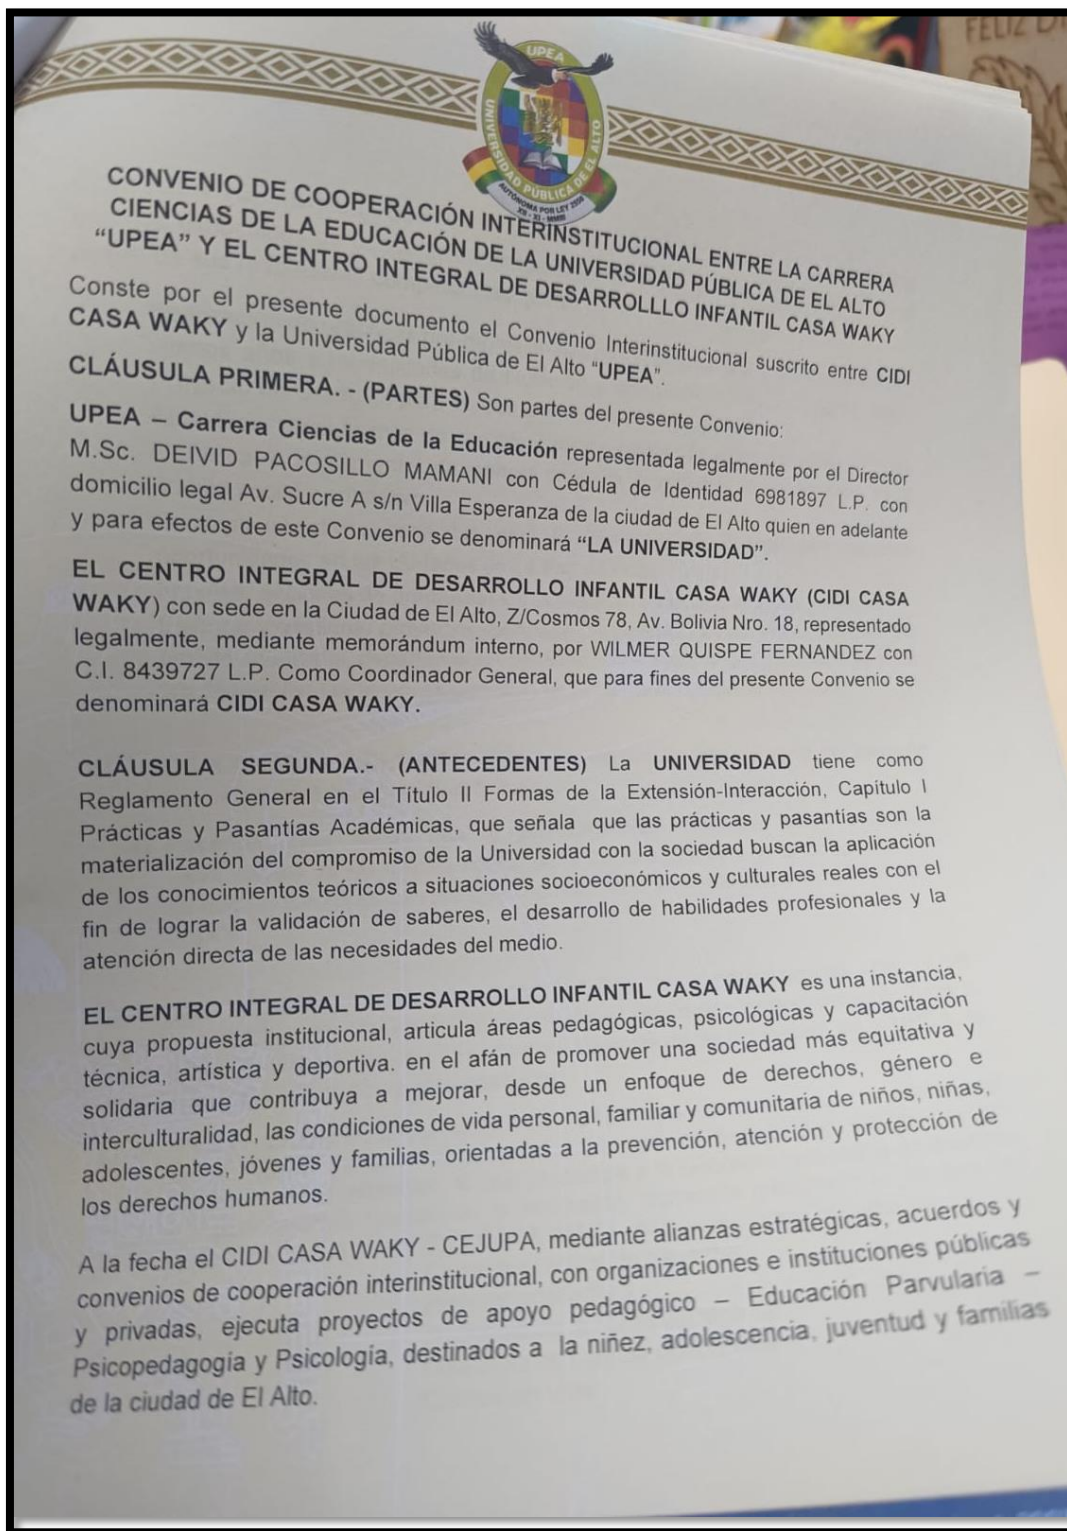 FELIZ D
UPEA
UNIVERSIDAD PÚBLICA DE EL ALTO
AUTÓNOMA POR LEY 2556
XII - XI - MMIII
CONVENIO DE COOPERACIÓN INTERINSTITUCIONAL ENTRE LA CARRERA
CIENCIAS DE LA EDUCACIÓN DE LA UNIVERSIDAD PÚBLICA DE EL ALTO
“UPEA” Y EL CENTRO INTEGRAL DE DESARROLLLO INFANTIL CASA WAKY
Conste por el presente documento el Convenio Interinstitucional suscrito entre CIDI
CASA WAKY y la Universidad Pública de El Alto “UPEA”.
CLÁUSULA PRIMERA. - (PARTES) Son partes del presente Convenio:
UPEA – Carrera Ciencias de la Educación representada legalmente por el Director
M.Sc. DEIVID PACOSILLO MAMANI con Cédula de Identidad 6981897 L.P. con
domicilio legal Av. Sucre A s/n Villa Esperanza de la ciudad de El Alto quien en adelante
y para efectos de este Convenio se denominará “LA UNIVERSIDAD”.
EL CENTRO INTEGRAL DE DESARROLLO INFANTIL CASA WAKY (CIDI CASA
WAKY) con sede en la Ciudad de El Alto, Z/Cosmos 78, Av. Bolivia Nro. 18, representado
legalmente, mediante memorándum interno, por WILMER QUISPE FERNANDEZ con
C.I. 8439727 L.P. Como Coordinador General, que para fines del presente Convenio se
denominará CIDI CASA WAKY.
CLÁUSULA SEGUNDA.- (ANTECEDENTES) La UNIVERSIDAD tiene como
Reglamento General en el Título II Formas de la Extensión-Interacción, Capítulo I
Prácticas y Pasantías Académicas, que señala que las prácticas y pasantías son la
materialización del compromiso de la Universidad con la sociedad buscan la aplicación
de los conocimientos teóricos a situaciones socioeconómicos y culturales reales con el
fin de lograr la validación de saberes, el desarrollo de habilidades profesionales y la
atención directa de las necesidades del medio.
EL CENTRO INTEGRAL DE DESARROLLO INFANTIL CASA WAKY es una instancia,
cuya propuesta institucional, articula áreas pedagógicas, psicológicas y capacitación
técnica, artística y deportiva. en el afán de promover una sociedad más equitativa y
solidaria que contribuya a mejorar, desde un enfoque de derechos, género e
interculturalidad, las condiciones de vida personal, familiar y comunitaria de niños, niñas,
adolescentes, jóvenes y familias, orientadas a la prevención, atención y protección de
los derechos humanos.
A la fecha el CIDI CASA WAKY - CEJUPA, mediante alianzas estratégicas, acuerdos y
convenios de cooperación interinstitucional, con organizaciones e instituciones públicas
y privadas, ejecuta proyectos de apoyo pedagógico – Educación Parvularia –
Psicopedagogía y Psicología, destinados a la niñez, adolescencia, juventud y familias
de la ciudad de El Alto.